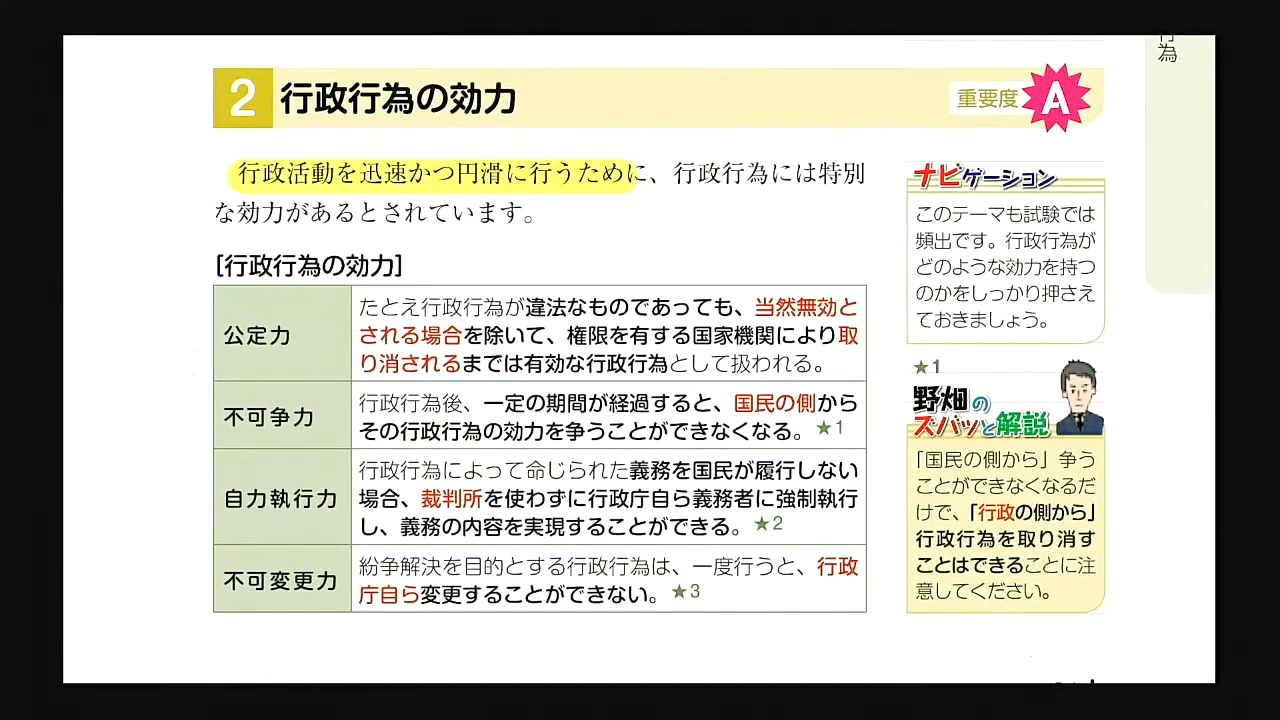 2 行政行為の効力
重要度 A
行政活動を迅速かつ円滑に行うために、行政行為には特別
な効力があるとされています。
[行政行為の効力]
公定力
たとえ行政行為が違法なものであっても、当然無効と
される場合を除いて、権限を有する国家機関により取
り消されるまでは有効な行政行為として扱われる。
不可争力
行政行為後、一定の期間が経過すると、国民の側から
その行政行為の効力を争うことができなくなる。★1
自力執行力
行政行為によって命じられた義務を国民が履行しない
場合、裁判所を使わずに行政庁自ら義務者に強制執行
し、義務の内容を実現することができる。★2
不可変更力
紛争解決を目的とする行政行為は、一度行うと、行政
庁自ら変更することができない。★3
ナビゲーション
このテーマも試験では
頻出です。行政行為が
どのような効力を持つ
のかをしっかり押さえ
ておきましょう。
★1
野畑の
ズバッと解説
「国民の側から」争う
ことができなくなるだ
けで、「行政の側から」
行政行為を取り消す
ことはできることに注
意してください。
為